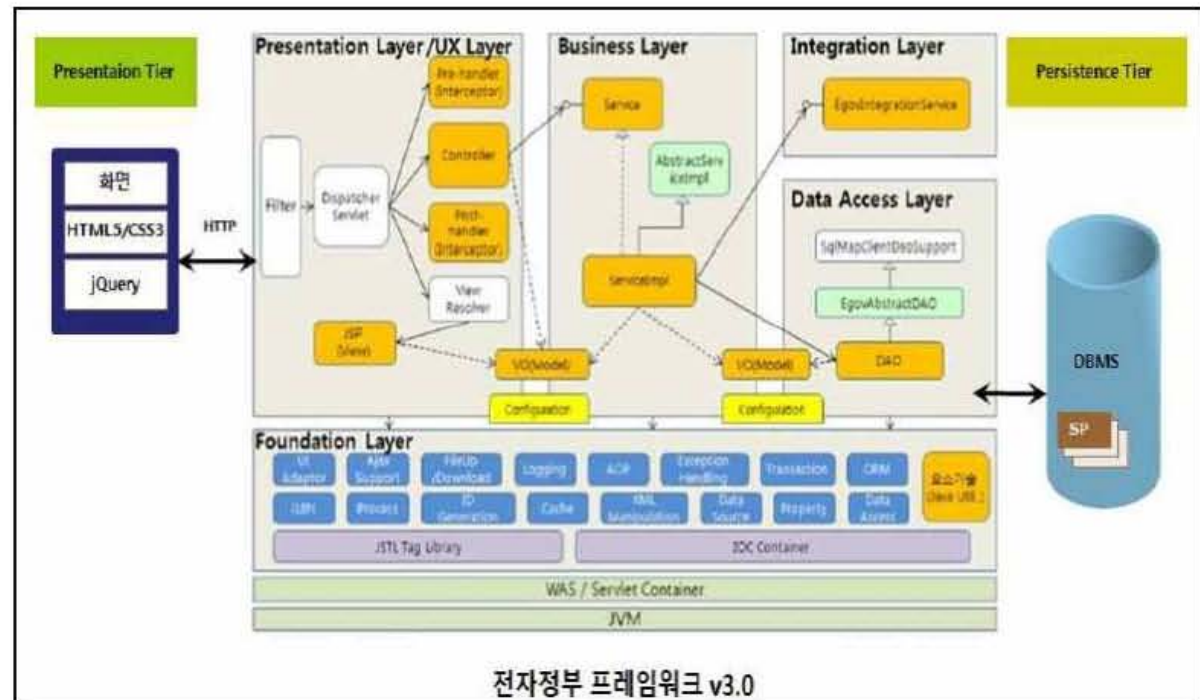 Presentaion Tier
화면
HTML5/CSS3
jQuery
HTTP
Presentation Layer /UX Layer
Filter
Dispatcher
Servlet
Pre-handler
(Interceptor)
Controller
Post-
handler
(Interceptor)
View
Resolver
JSP
(View)
Business Layer
Service
AbstractServ
iceImpl
ServiceImpl
VO(Model)
Configuration
Integration Layer
EgovIntegrationService
Data Access Layer
SqlMapClientDaoSupport
EgovAbstractDAO
DAO
VO(Model)
Configuration
Persistence Tier
DBMS
SP
Foundation Layer
UI
Adaptor
Ajax
Support
FileUp
/Download
Logging
AOP
Exception
Handling
Transaction
ORM
요소기술
Process
ID
Generation
Cache
XML
Manipulation
Data
Source
Property
Data
Access
JSTL Tag Library
IOC Container
WAS / Servlet Container
JVM
전자정부 프레임워크 v3.0